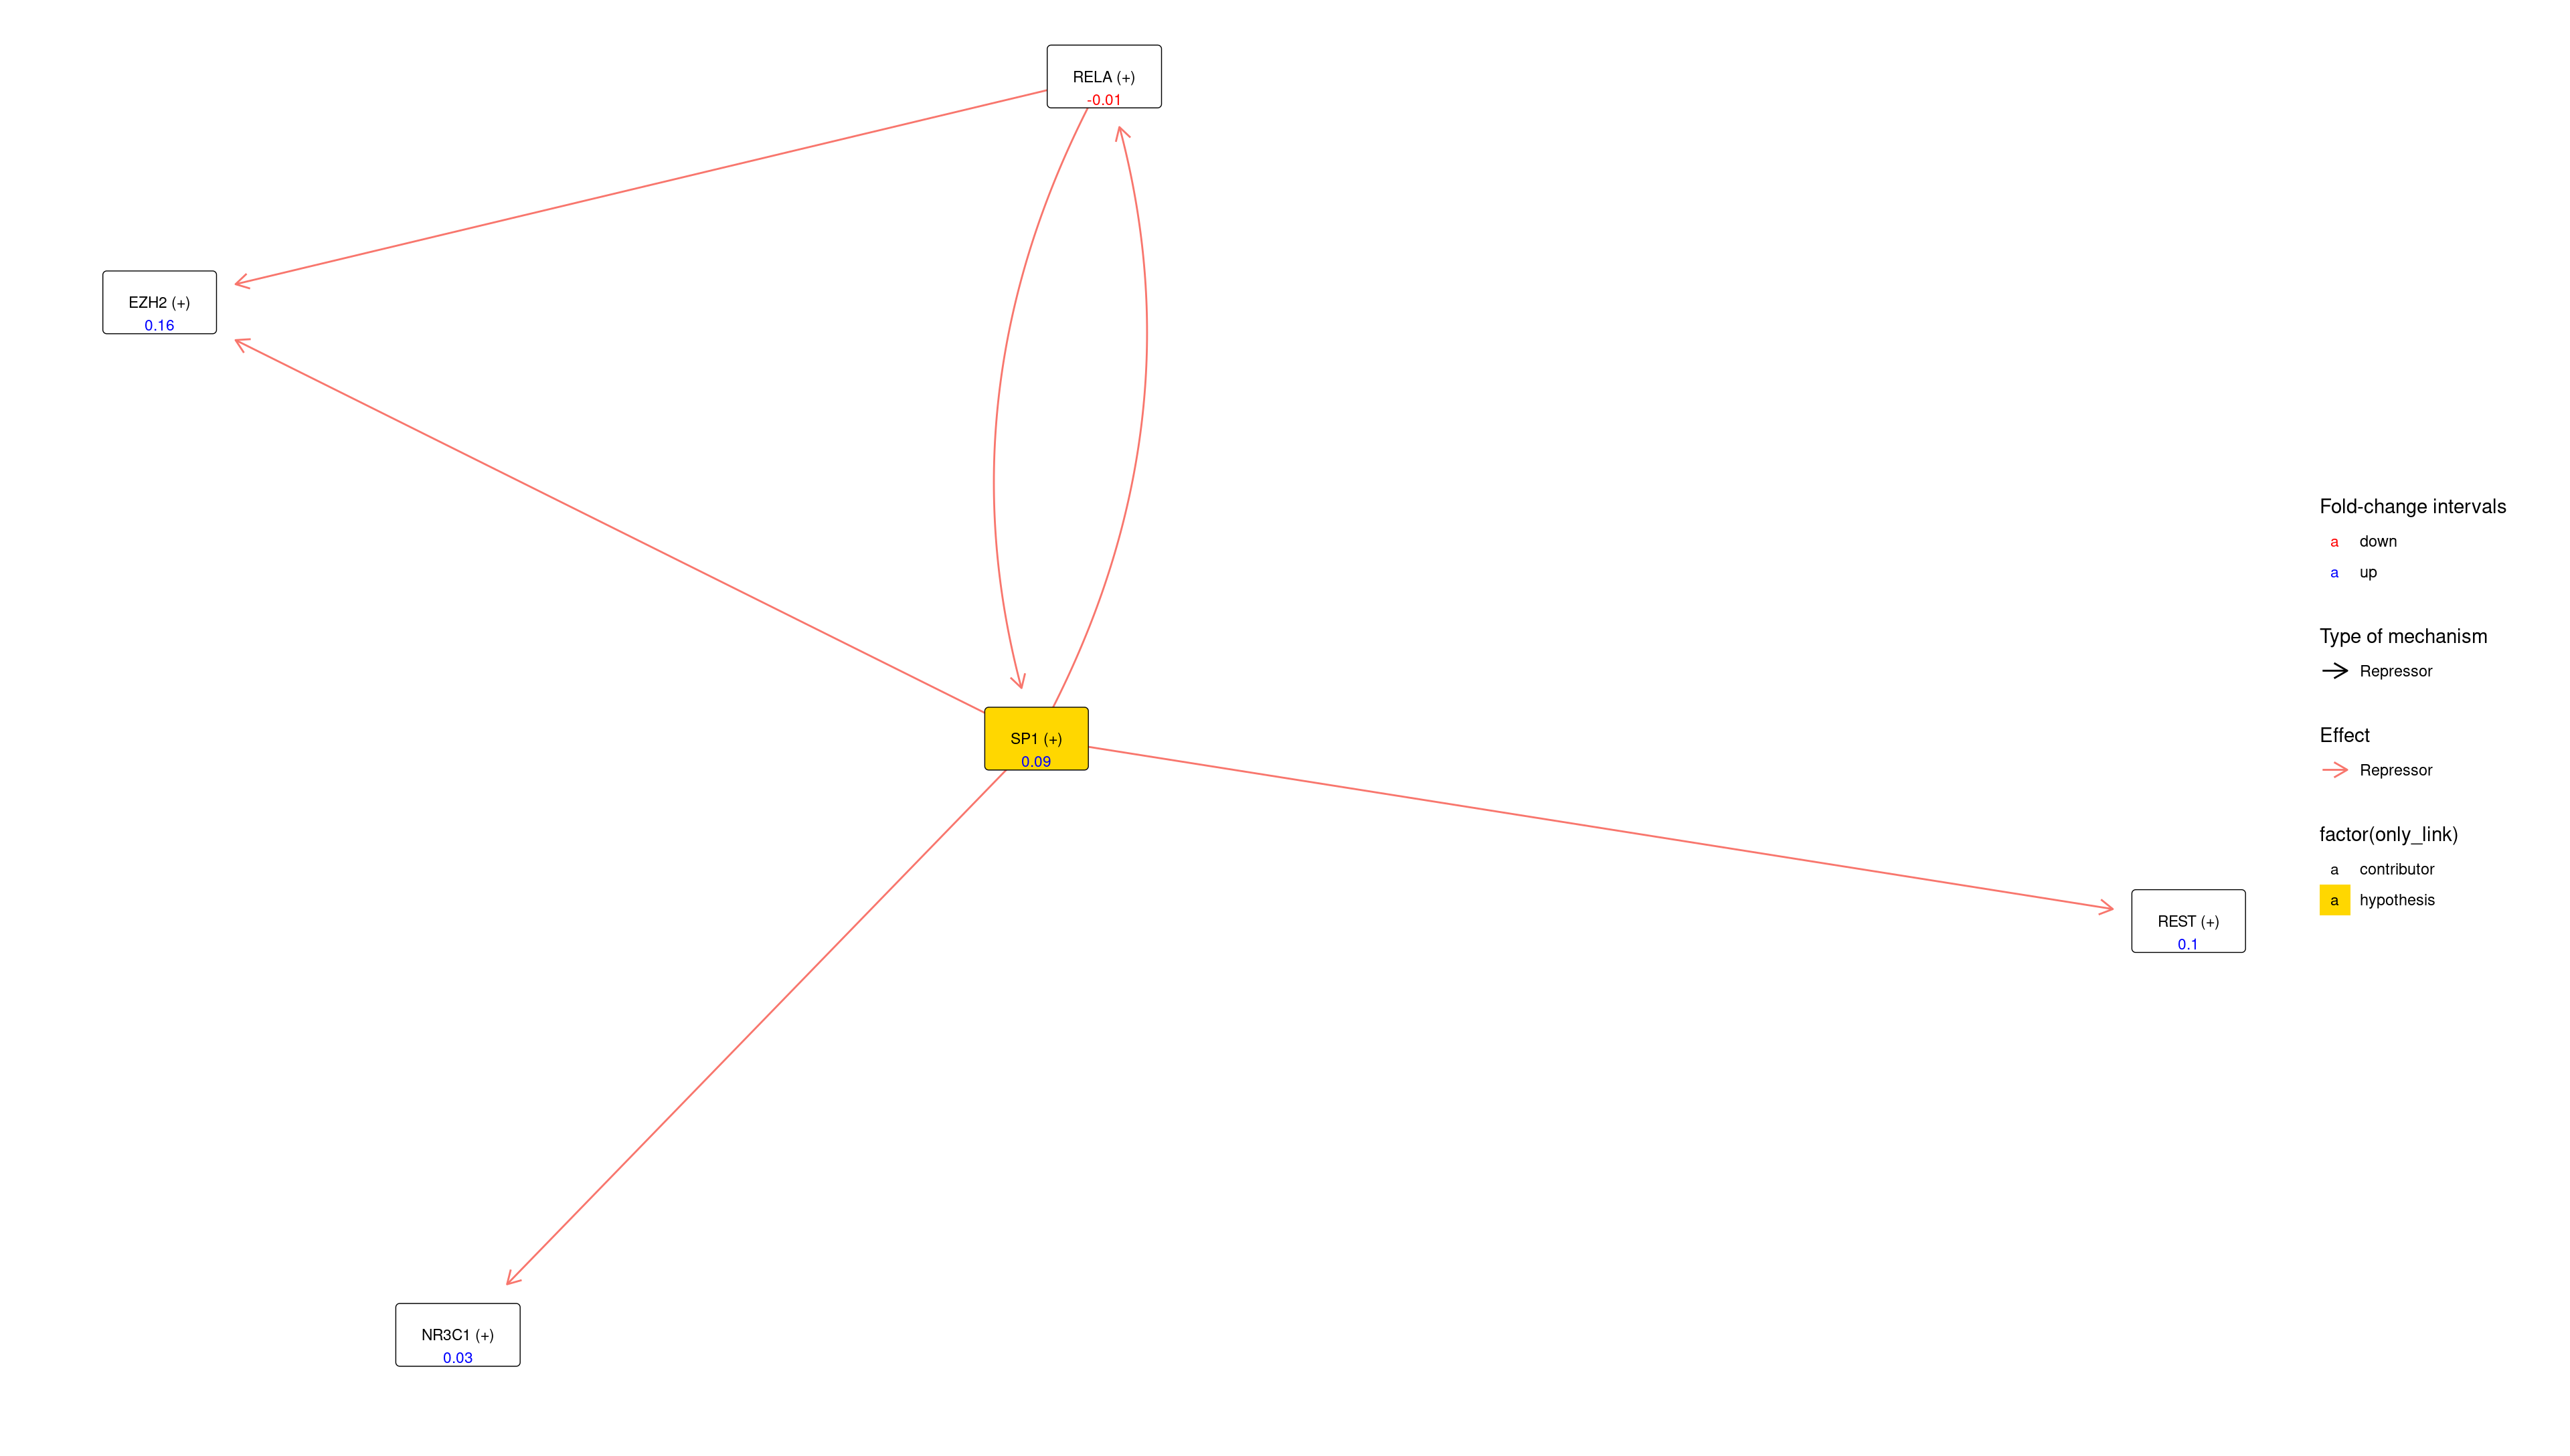 RELA (+)
-0.01
EZH2 (+)
0.16
SP1 (+)
0.09
REST (+)
0.1
NR3C1 (+)
0.03
Fold-change intervals
a down
a up
Type of mechanism
Repressor
Effect
Repressor
factor(only_link)
a contributor
a hypothesis